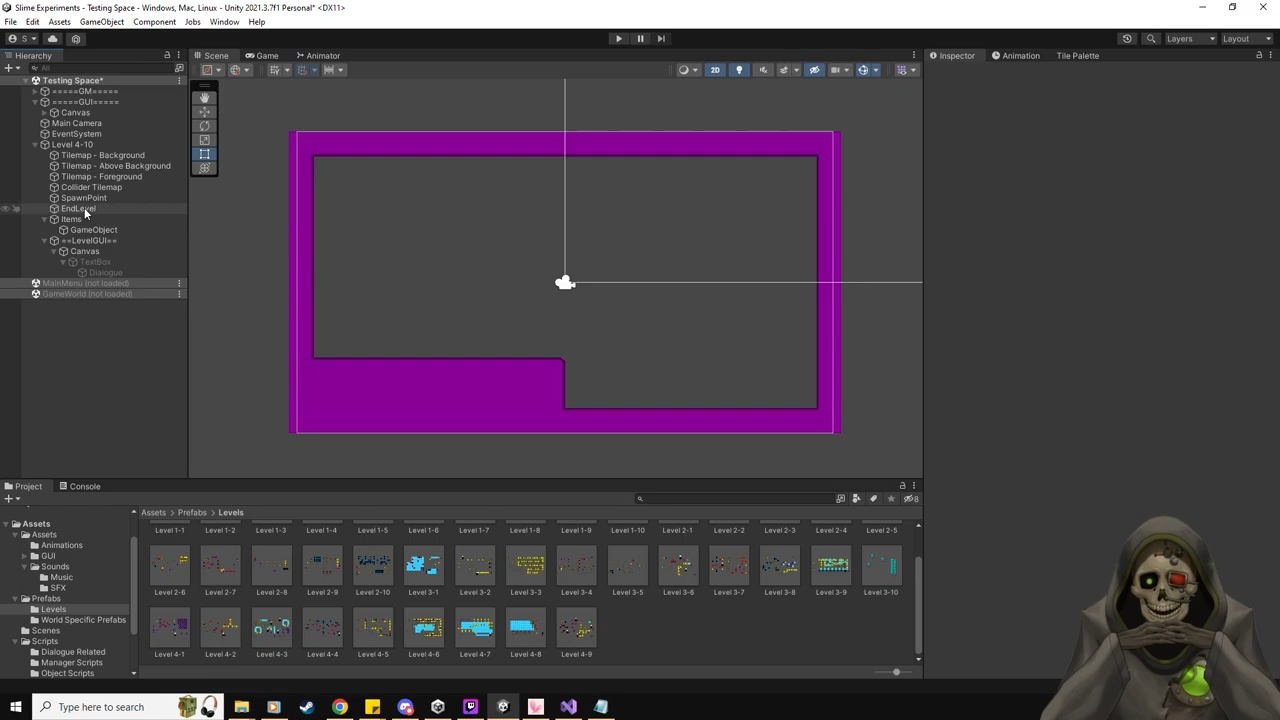 Slime Experiments - Testing Space - Windows, Mac, Linux - Unity 2021.3.7f1 Personal* <DX11>
File Edit Assets GameObject Component Jobs Window Help
S Layers Layout
Hierarchy Scene Game Animator Inspector Animation Tile Palette
All
Testing Space*
=====GM=====
=====GUI=====
Canvas
Main Camera
EventSystem
Level 4-10
Tilemap - Background
Tilemap - Above Background
Tilemap - Foreground
Collider Tilemap
SpawnPoint
EndLevel
Items
GameObject
==LevelGUI==
Canvas
TextBox
Dialogue
MainMenu (not loaded)
GameWorld (not loaded)
2D
Project Console
8
Assets Prefabs Levels
Assets
Assets
Animations
GUI
Sounds
Music
SFX
Prefabs
Levels
World Specific Prefabs
Scenes
Scripts
Dialogue Related
Manager Scripts
Object Scripts
Level 1-1 Level 1-2 Level 1-3 Level 1-4 Level 1-5 Level 1-6 Level 1-7 Level 1-8 Level 1-9 Level 1-10 Level 2-1 Level 2-2 Level 2-3 Level 2-4 Level 2-5
Level 2-6 Level 2-7 Level 2-8 Level 2-9 Level 2-10 Level 3-1 Level 3-2 Level 3-3 Level 3-4 Level 3-5 Level 3-6 Level 3-7 Level 3-8 Level 3-9 Level 3-10
Level 4-1 Level 4-2 Level 4-3 Level 4-4 Level 4-5 Level 4-6 Level 4-7 Level 4-8 Level 4-9
Type here to search